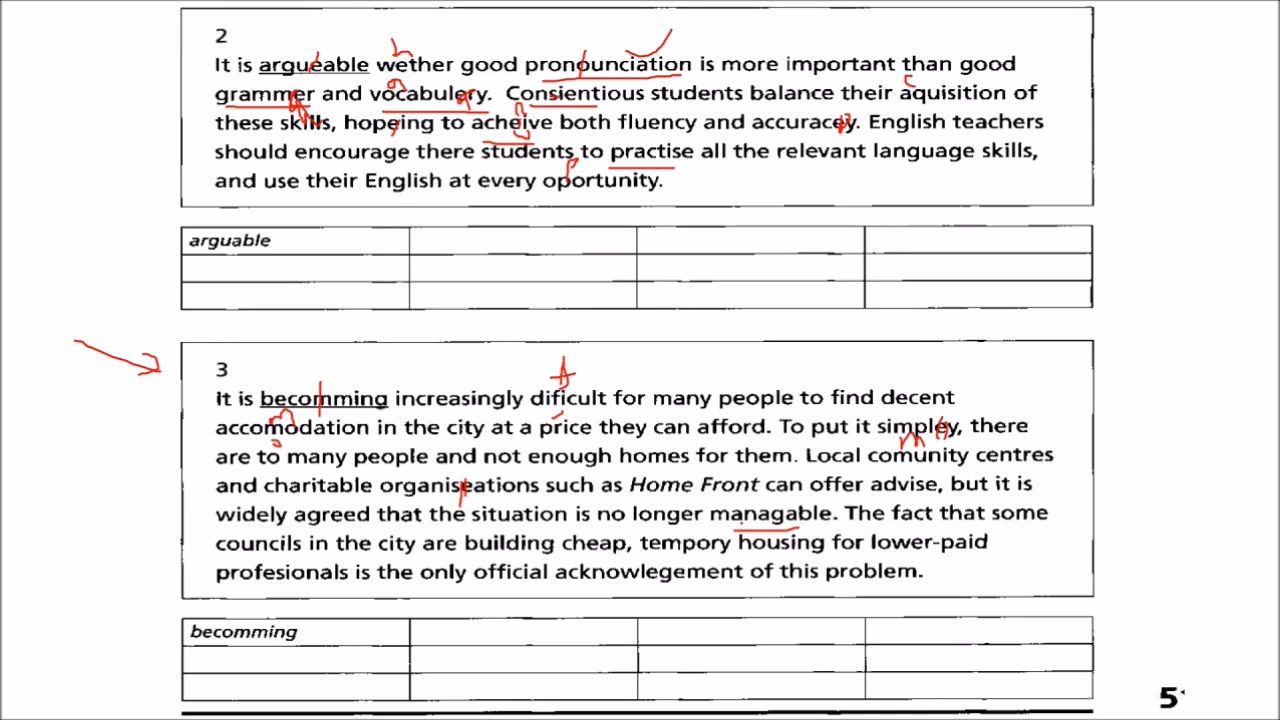 2
It is argueable wether good pronounciation is more important than good
grammer and vocabulery. Consientious students balance their aquisition of
these skills, hopeing to acheive both fluency and accuracey. English teachers
should encourage there students to practise all the relevant language skills,
and use their English at every oportunity.
arguable
3
It is becomming increasingly dificult for many people to find decent
accomodation in the city at a price they can afford. To put it simpley, there
are to many people and not enough homes for them. Local comunity centres
and charitable organiseations such as Home Front can offer advise, but it is
widely agreed that the situation is no longer managable. The fact that some
councils in the city are building cheap, tempory housing for lower-paid
profesionals is the only official acknowlegement of this problem.
becomming
5